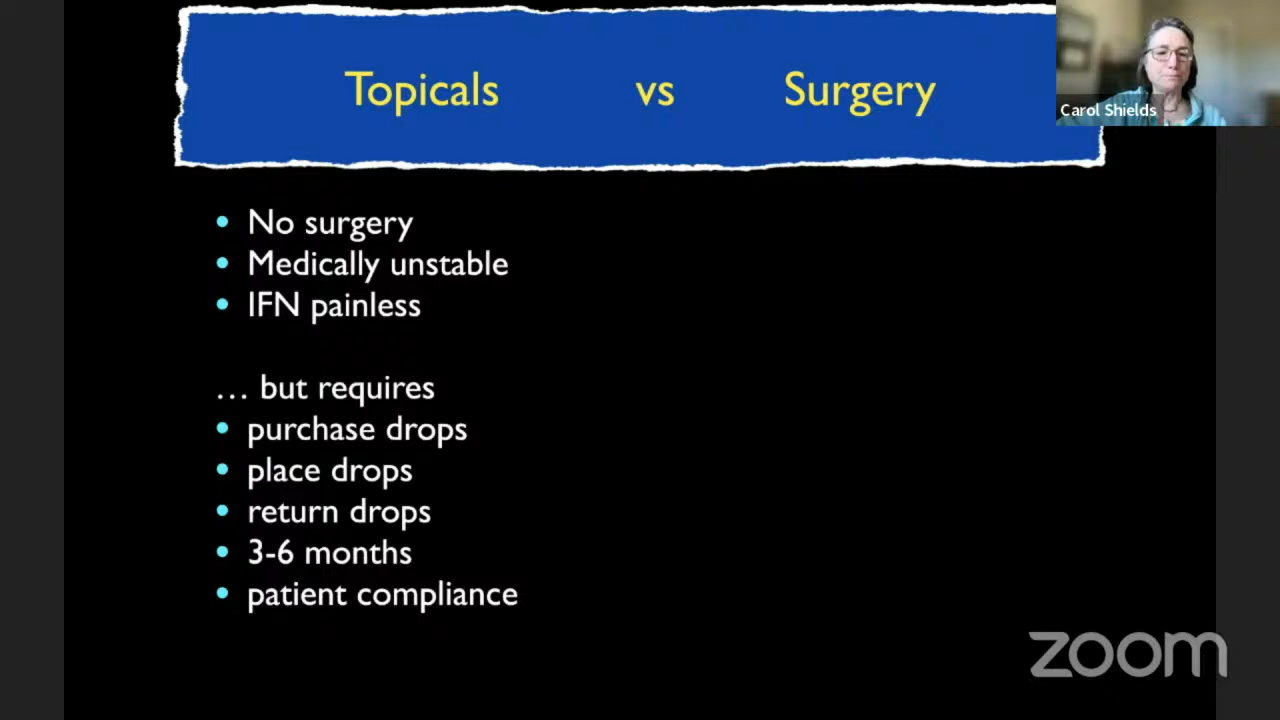 Topicals vs Surgery
Carol Shields
• No surgery
• Medically unstable
• IFN painless
… but requires
• purchase drops
• place drops
• return drops
• 3-6 months
• patient compliance
zoom